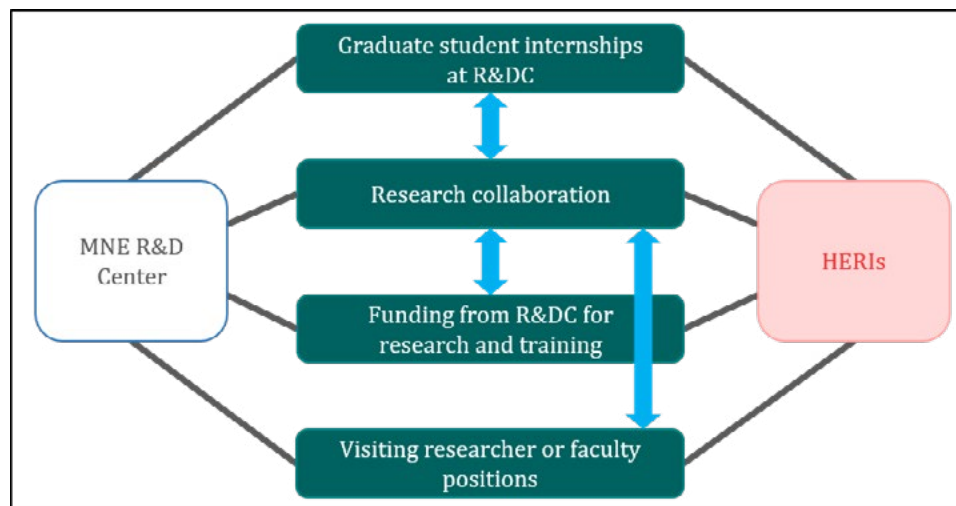 Graduate student internships
at R&DC
Research collaboration
MNE R&D
Center
HERIs
Funding from R&DC for
research and training
Visiting researcher or faculty
positions